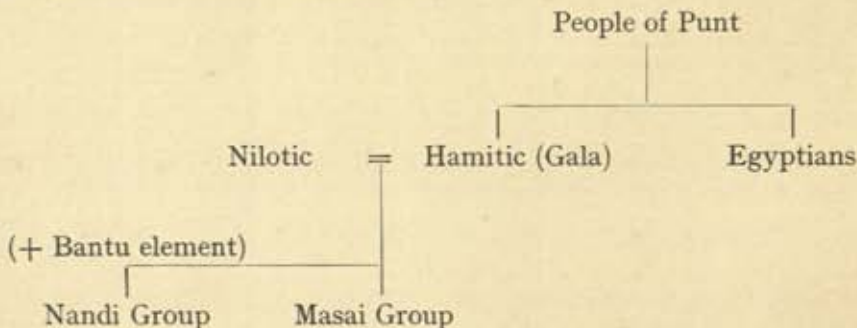 People of Punt
Nilotic = Hamitic (Gala) Egyptians
(+ Bantu element)
Nandi Group Masai Group